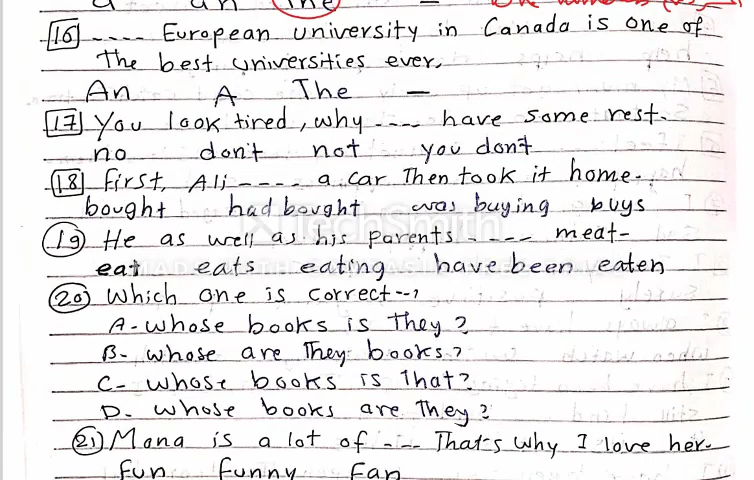 a an the —
16 ---- European university in Canada is one of
The best universities ever.
An A The —
17 You look tired, why ---- have some rest.
no don't not you don't
18 First, Ali ---- a car Then took it home.
bought had bought was buying buys
19 He as well as his parents ---- meat-
eat eats eating have been eaten
20 Which one is correct--?
A- whose books is They?
B- whose are They books?
C- whose books is That?
D- whose books are They?
21 Mona is a lot of ---- That's why I love her.
fun funny fan
TechSmith